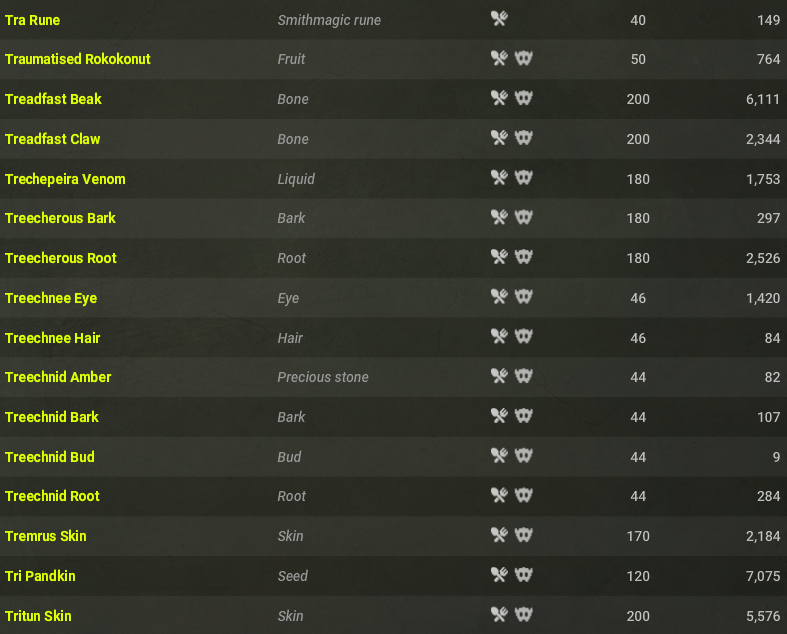 Tra Rune Smithmagic rune 40 149
Traumatised Rokokonut Fruit 50 764
Treadfast Beak Bone 200 6,111
Treadfast Claw Bone 200 2,344
Trechepeira Venom Liquid 180 1,753
Treecherous Bark Bark 180 297
Treecherous Root Root 180 2,526
Treechnee Eye Eye 46 1,420
Treechnee Hair Hair 46 84
Treechnid Amber Precious stone 44 82
Treechnid Bark Bark 44 107
Treechnid Bud Bud 44 9
Treechnid Root Root 44 284
Tremrus Skin Skin 170 2,184
Tri Pandkin Seed 120 7,075
Tritun Skin Skin 200 5,576